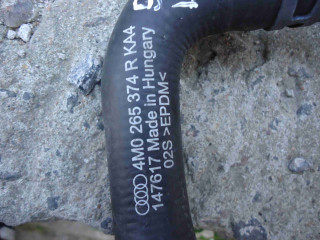 4M0 265 374 R KA4
147617 Made in Hungary
02S >EPDM<